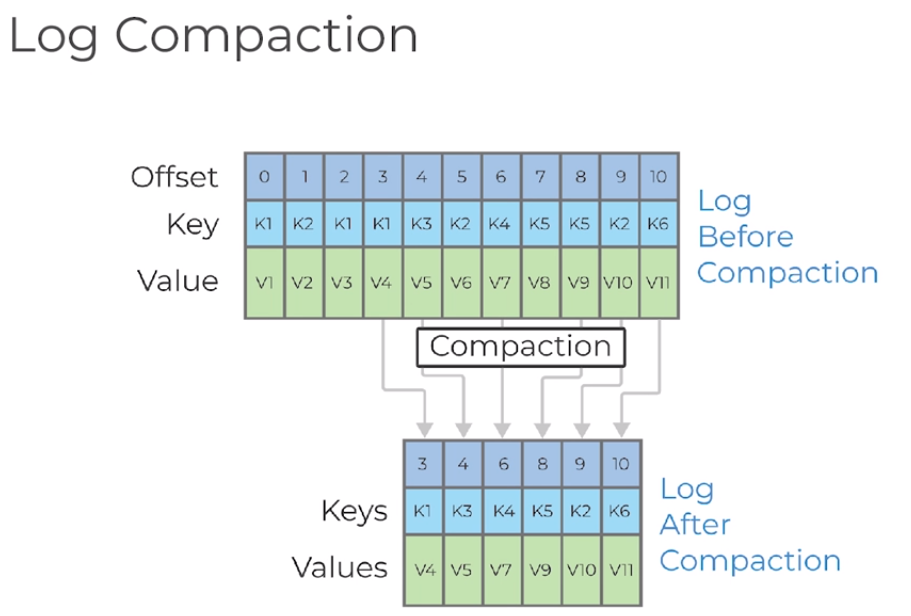 Log Compaction
Offset 0 1 2 3 4 5 6 7 8 9 10
Key K1 K2 K1 K1 K3 K2 K4 K5 K5 K2 K6
Value V1 V2 V3 V4 V5 V6 V7 V8 V9 V10 V11
Log
Before
Compaction
Compaction
3 4 6 8 9 10
Keys K1 K3 K4 K5 K2 K6
Values V4 V5 V7 V9 V10 V11
Log
After
Compaction